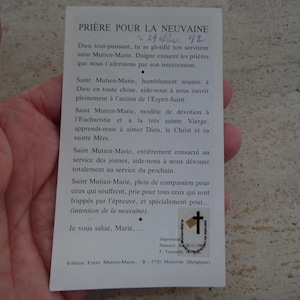 PRIÈRE POUR LA NEUVAINE
Dieu tout-puissant, tu as glorifié ton serviteur
saint Mutien-Marie. Daigne exaucer les prières
que nous t'adressons par son intercession.
Saint Mutien-Marie, humblement soumis à
Dieu en toute chose, aide-nous à nous ouvrir
pleinement à l'action de l'Esprit-Saint.
Saint Mutien-Marie, modèle de dévotion à
l'Eucharistie et à la très sainte Vierge,
apprends-nous à aimer Dieu, le Christ et sa
sainte Mère.
Saint Mutien-Marie, entièrement consacré au
service des jeunes, aide-nous à nous dévouer
totalement au service du prochain.
Saint Mutien-Marie, plein de compassion pour
ceux qui souffrent, prie pour tous ceux qui sont
frappés par l'épreuve, et spécialement pour...
(intention de la neuvaine).
Je vous salue, Marie, ...
Edition Frère Mutien-Marie, B - 5730 Malonne (Belgique)